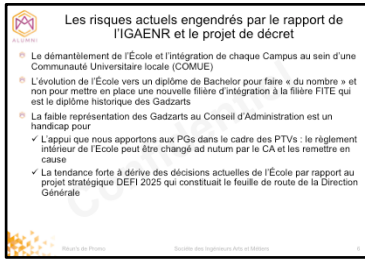 Les risques actuels engendrés par le rapport de
l'IGAENR et le projet de décret
ALUMNI
Le démantèlement de l'École et l'intégration de chaque Campus au sein d'une
Communauté Universitaire locale (COMUE)
L'évolution de l'École vers un diplôme de Bachelor pour faire « du nombre » et
non pour mettre en place une nouvelle filière d'intégration à la filière FITE qui
est le diplôme historique des Gadzarts
La faible représentation des Gadzarts au Conseil d'Administration est un
handicap pour
✓ L'appui que nous apportons aux PGs dans le cadre des PTVs : le règlement
intérieur de l'Ecole peut être changé ad nutum par le CA et les remettre en
cause
✓ La tendance forte à dérive des décisions actuelles de l'École par rapport au
projet stratégique DEFI 2025 qui constituait le feuille de route de la Direction
Générale
Confidentiel
Réun's de Promo
Société des Ingénieurs Arts et Métiers